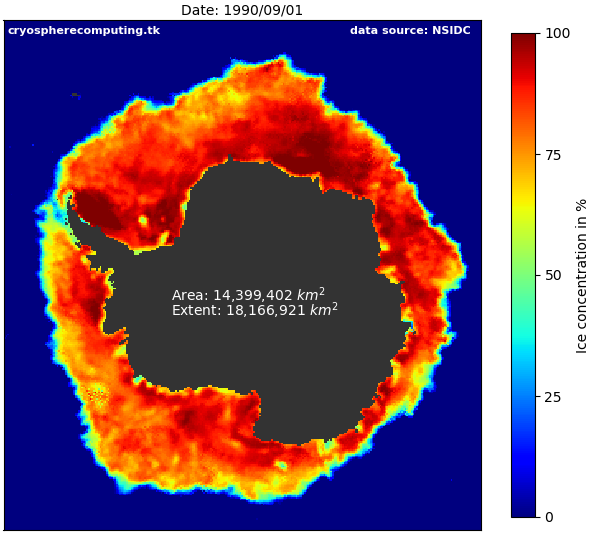 Date: 1990/09/01
cryospherecomputing.tk
data source: NSIDC
Area: 14,399,402 km²
Extent: 18,166,921 km²
100
75
50
25
0
Ice concentration in %